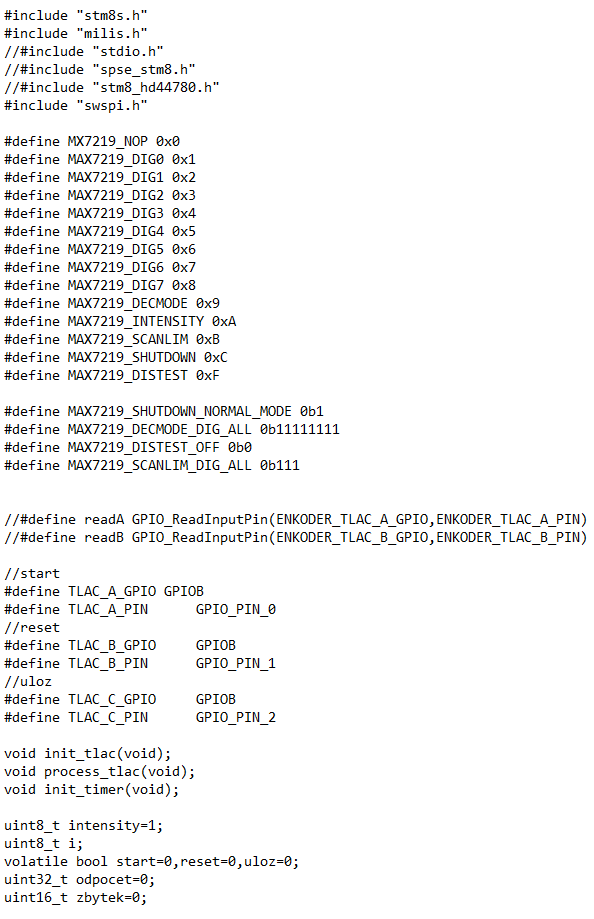 #include "stm8s.h"
#include "milis.h"
//#include "stdio.h"
//#include "spse_stm8.h"
//#include "stm8_hd44780.h"
#include "swspi.h"

#define MX7219_NOP 0x0
#define MAX7219_DIG0 0x1
#define MAX7219_DIG1 0x2
#define MAX7219_DIG2 0x3
#define MAX7219_DIG3 0x4
#define MAX7219_DIG4 0x5
#define MAX7219_DIG5 0x6
#define MAX7219_DIG6 0x7
#define MAX7219_DIG7 0x8
#define MAX7219_DECMODE 0x9
#define MAX7219_INTENSITY 0xA
#define MAX7219_SCANLIM 0xB
#define MAX7219_SHUTDOWN 0xC
#define MAX7219_DISTEST 0xF

#define MAX7219_SHUTDOWN_NORMAL_MODE 0b1
#define MAX7219_DECMODE_DIG_ALL 0b11111111
#define MAX7219_DISTEST_OFF 0b0
#define MAX7219_SCANLIM_DIG_ALL 0b111

//#define readA GPIO_ReadInputPin(ENKODER_TLAC_A_GPIO,ENKODER_TLAC_A_PIN)
//#define readB GPIO_ReadInputPin(ENKODER_TLAC_B_GPIO,ENKODER_TLAC_B_PIN)

//start
#define TLAC_A_GPIO GPIOB
#define TLAC_A_PIN      GPIO_PIN_0
//reset
#define TLAC_B_GPIO     GPIOB
#define TLAC_B_PIN      GPIO_PIN_1
//uloz
#define TLAC_C_GPIO     GPIOB
#define TLAC_C_PIN      GPIO_PIN_2

void init_tlac(void);
void process_tlac(void);
void init_timer(void);

uint8_t intensity=1;
uint8_t i;
volatile bool start=0,reset=0,uloz=0;
uint32_t odpocet=0;
uint16_t zbytek=0;